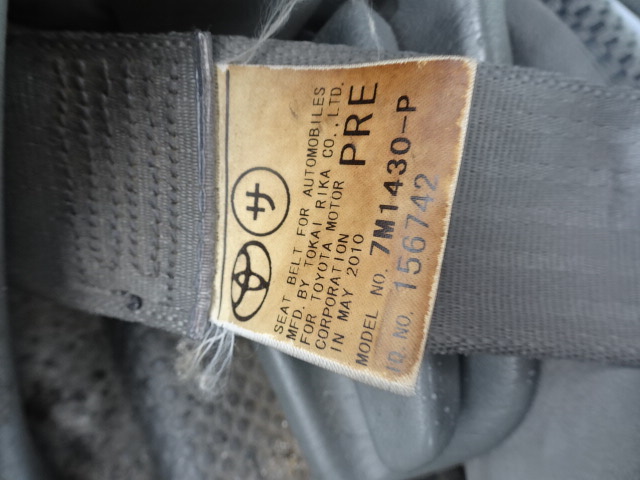 サ
SEAT BELT FOR AUTOMOBILES
MFD. BY TOKAI RIKA CO., LTD.
FOR TOYOTA MOTOR
CORPORATION
IN MAY 2010
PRE
MODEL NO. 7M1430-P
I.D. NO. 156742